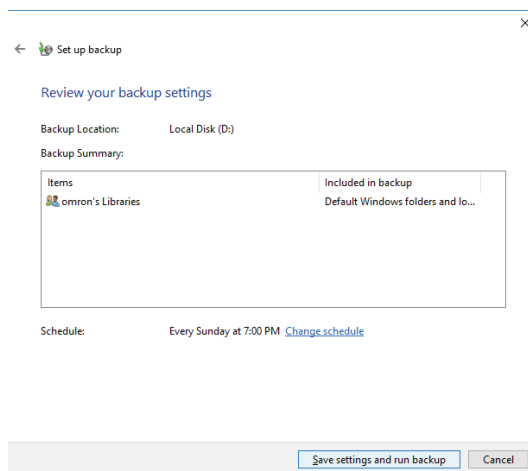 Set up backup
Review your backup settings
Backup Location: Local Disk (D:)
Backup Summary:
Items Included in backup
omron's Libraries Default Windows folders and lo...
Schedule: Every Sunday at 7:00 PM Change schedule
Save settings and run backup Cancel